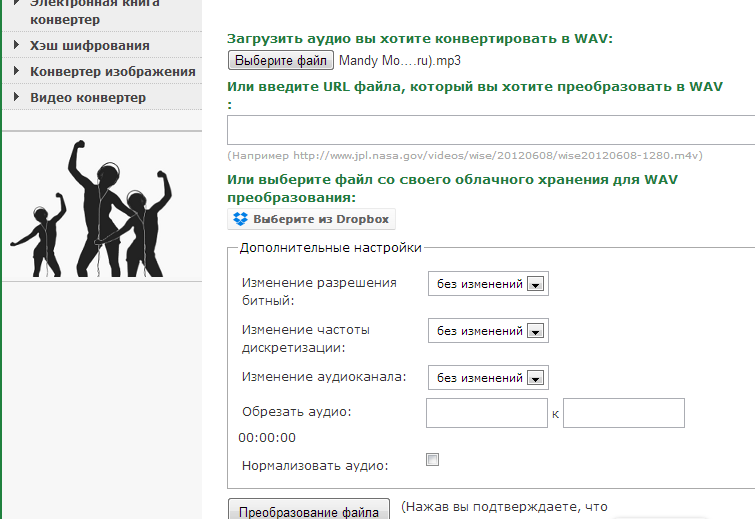 Электронная книга
конвертер
Хэш шифрования
Конвертер изображения
Видео конвертер
Загрузить аудио вы хотите конвертировать в WAV:
Выберите файл Mandy Mo....ru).mp3
Или введите URL файла, который вы хотите преобразовать в WAV
:
(Например http://www.jpl.nasa.gov/videos/wise/20120608/wise20120608-1280.m4v)
Или выберите файл со своего облачного хранения для WAV
преобразования:
Выберите из Dropbox
Дополнительные настройки
Изменение разрешения
битный:
без изменений
Изменение частоты
дискретизации:
без изменений
Изменение аудиоканала:
без изменений
Обрезать аудио:
к
00:00:00
Нормализовать аудио:
Преобразование файла
(Нажав вы подтверждаете, что